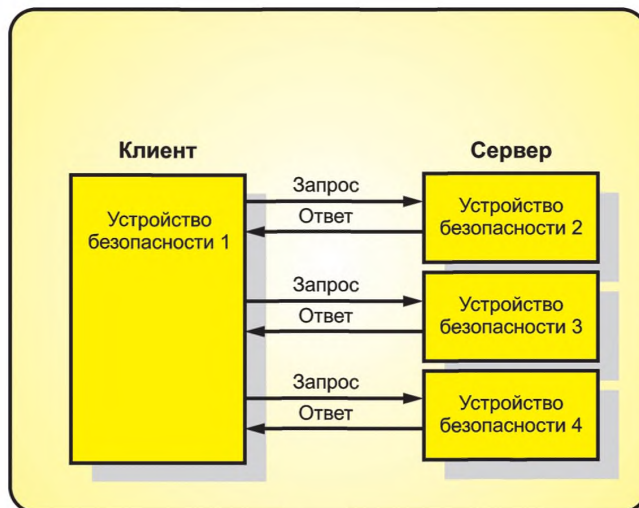 Клиент
Сервер
Устройство
безопасности 1
Запрос
Ответ
Устройство
безопасности 2
Запрос
Ответ
Устройство
безопасности 3
Запрос
Ответ
Устройство
безопасности 4